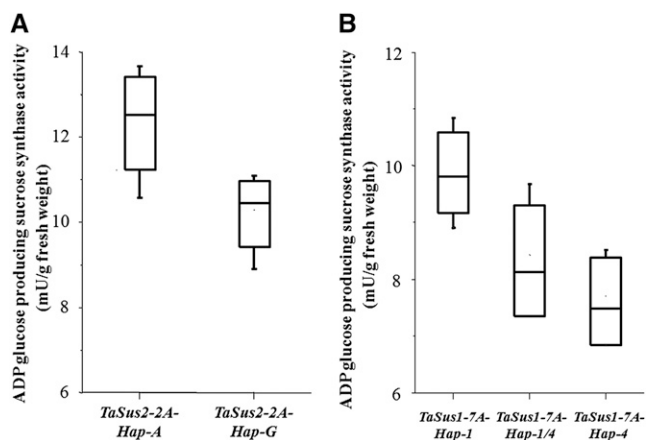 A
ADP glucose producing sucrose synthase activity
(mU/g fresh weight)
14
12
10
8
6
TaSus2-2A-
Hap-A
TaSus2-2A-
Hap-G
B
ADP glucose producing sucrose synthase activity
(mU/g fresh weight)
12
10
8
6
TaSus1-7A-
Hap-1
TaSus1-7A-
Hap-1/4
TaSus1-7A-
Hap-4